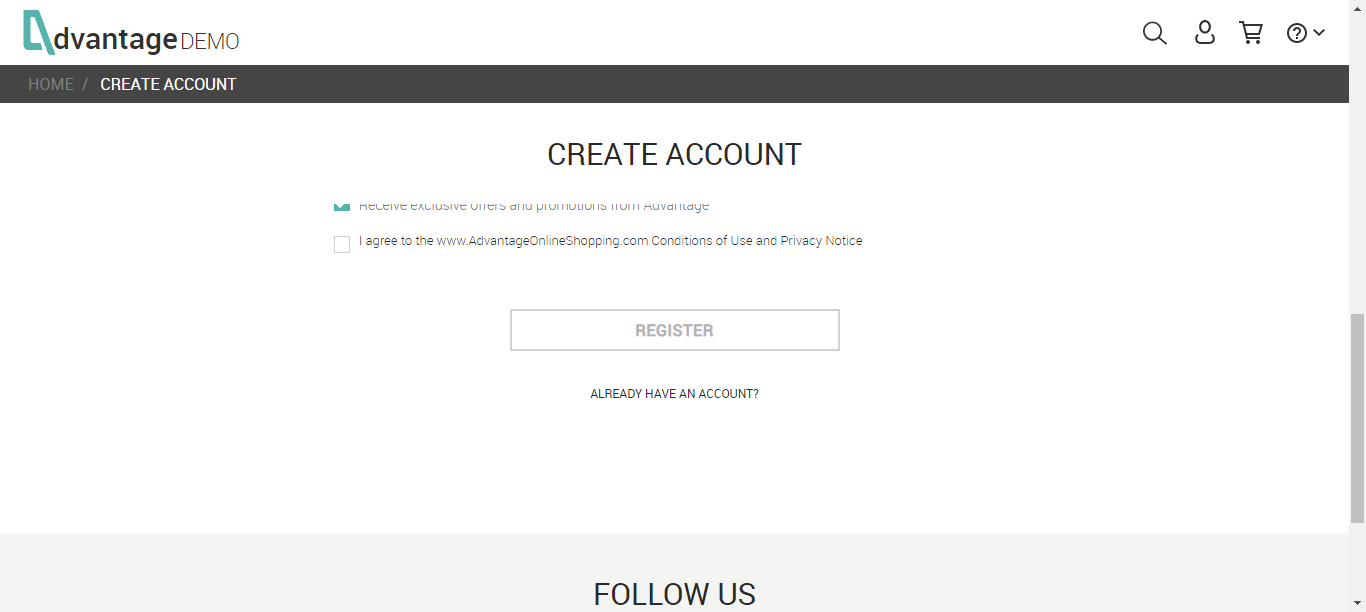 dvantage DEMO
HOME / CREATE ACCOUNT
CREATE ACCOUNT
Receive exclusive offers and promotions from Advantage
I agree to the www.AdvantageOnlineShopping.com Conditions of Use and Privacy Notice
REGISTER
ALREADY HAVE AN ACCOUNT?
FOLLOW US